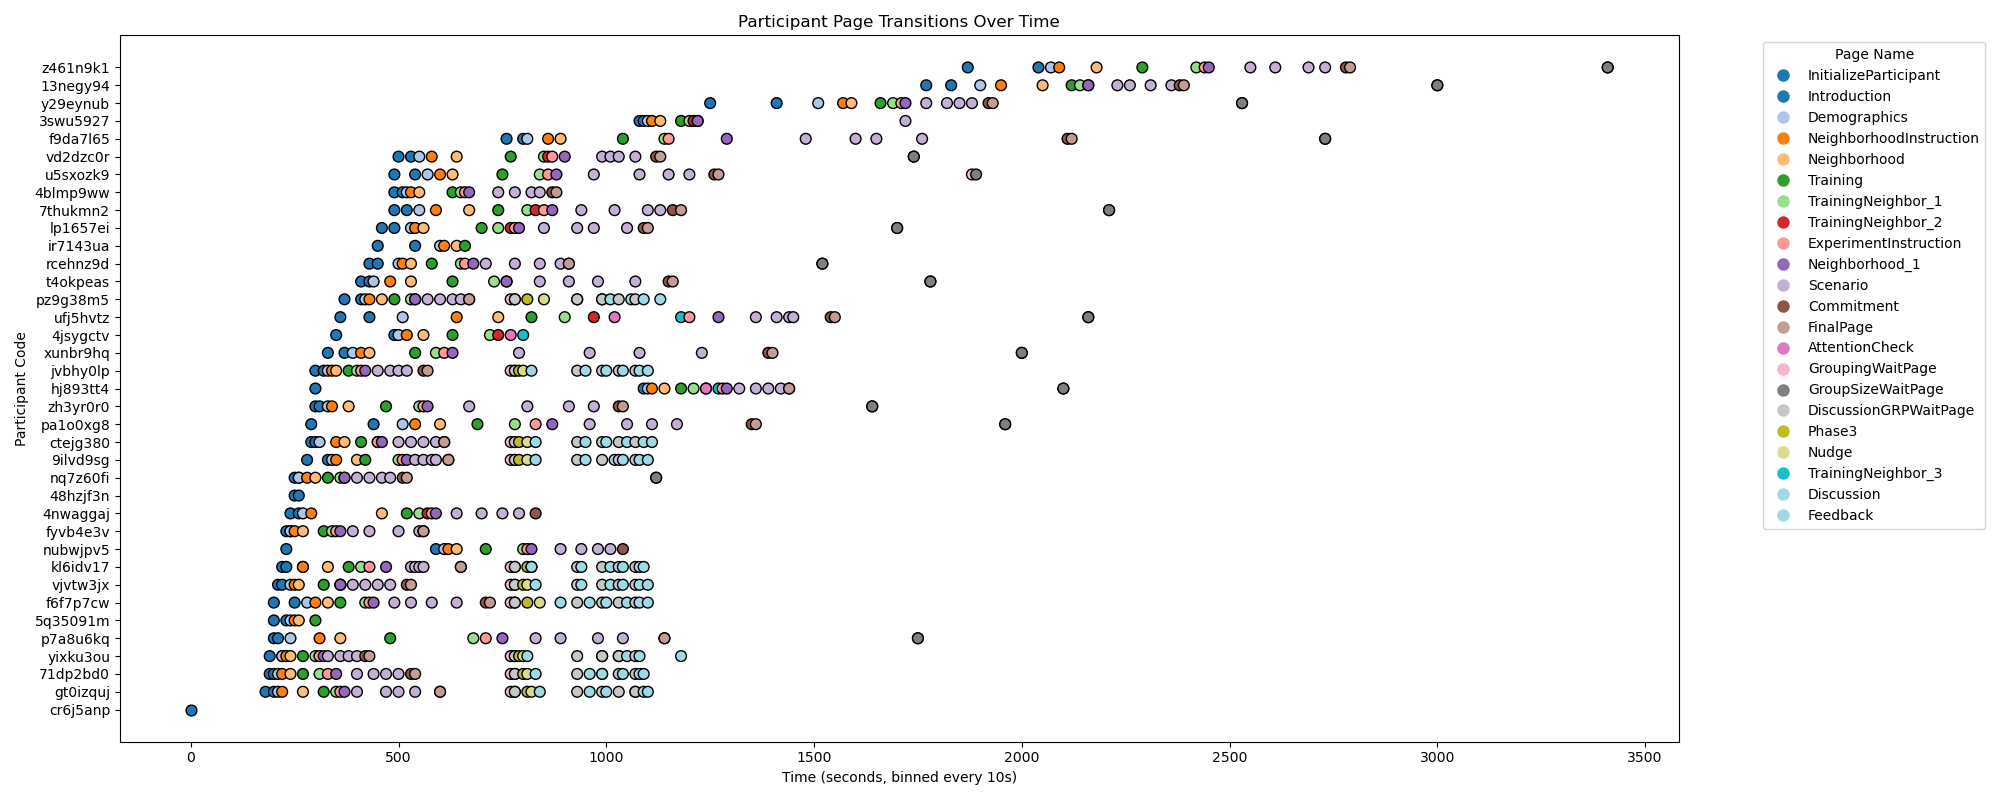 Participant Page Transitions Over Time
Participant Code
z461n9k1
13negy94
y29eynub
3swu5927
f9da7l65
vd2dzc0r
u5sxozk9
4blmp9ww
7thukmn2
lp1657ei
ir7143ua
rcehnz9d
t4okpeas
pz9g38m5
ufj5hvtz
4jsygctv
xunbr9hq
jvbhy0lp
hj893tt4
zh3yr0r0
pa1o0xg8
ctejg380
9ilvd9sg
nq7z60fi
48hzjf3n
4nwaggaj
fyvb4e3v
nubwjpv5
kl6idv17
vjvtw3jx
f6f7p7cw
5q35091m
p7a8u6kq
yixku3ou
71dp2bd0
gt0izquj
cr6j5anp
0 500 1000 1500 2000 2500 3000 3500
Time (seconds, binned every 10s)
Page Name
InitializeParticipant
Introduction
Demographics
NeighborhoodInstruction
Neighborhood
Training
TrainingNeighbor_1
TrainingNeighbor_2
ExperimentInstruction
Neighborhood_1
Scenario
Commitment
FinalPage
AttentionCheck
GroupingWaitPage
GroupSizeWaitPage
DiscussionGRPWaitPage
Phase3
Nudge
TrainingNeighbor_3
Discussion
Feedback